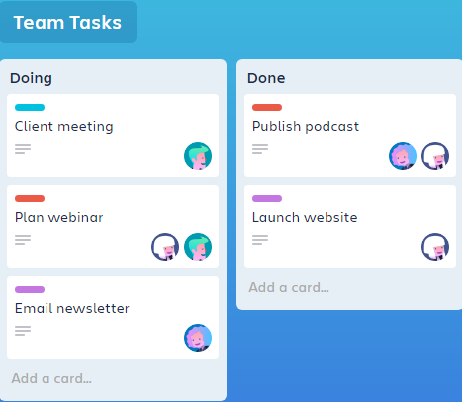 Team Tasks
Doing
Client meeting
Plan webinar
Email newsletter
Add a card...
Done
Publish podcast
Launch website
Add a card...